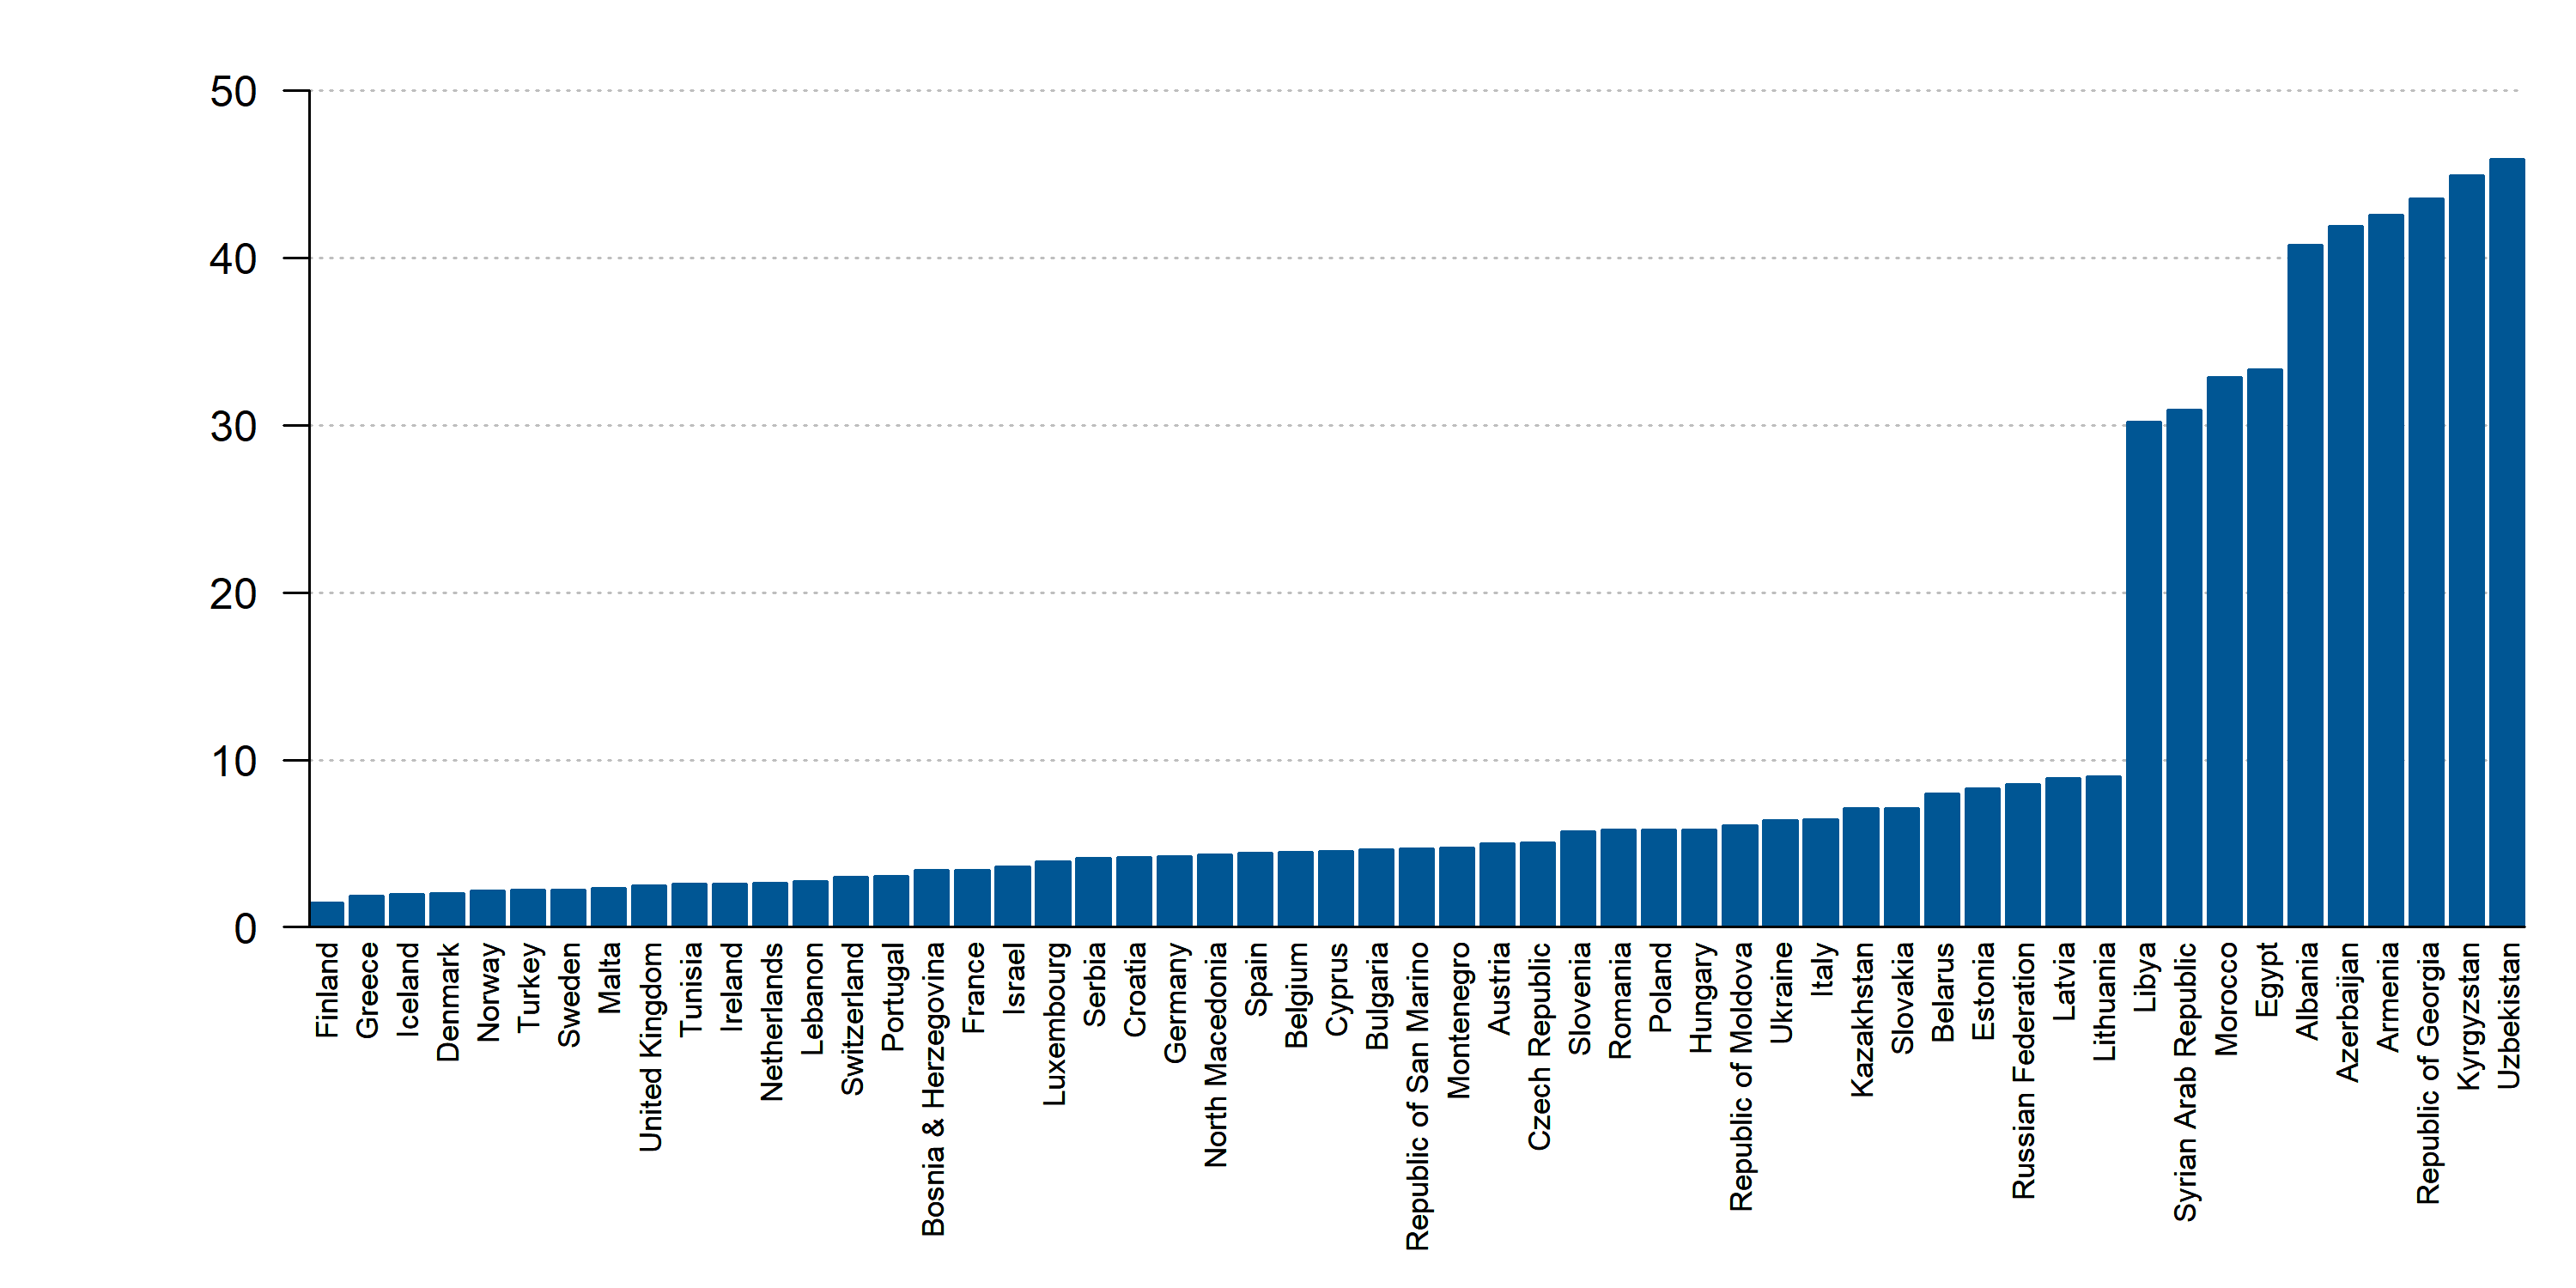 50
40
30
20
10
0
Finland
Greece
Iceland
Denmark
Norway
Turkey
Sweden
Malta
United Kingdom
Tunisia
Ireland
Netherlands
Lebanon
Switzerland
Portugal
Bosnia & Herzegovina
France
Israel
Luxembourg
Serbia
Croatia
Germany
North Macedonia
Spain
Belgium
Cyprus
Bulgaria
Republic of San Marino
Montenegro
Austria
Czech Republic
Slovenia
Romania
Poland
Hungary
Republic of Moldova
Ukraine
Italy
Kazakhstan
Slovakia
Belarus
Estonia
Russian Federation
Latvia
Lithuania
Libya
Syrian Arab Republic
Morocco
Egypt
Albania
Azerbaijan
Armenia
Republic of Georgia
Kyrgyzstan
Uzbekistan